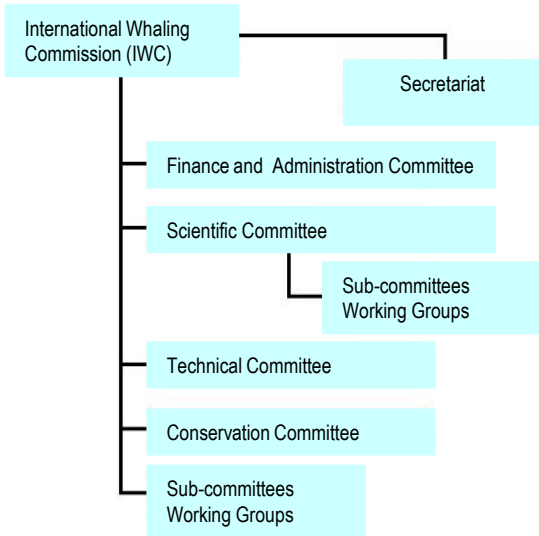 International Whaling
Commission (IWC)
Secretariat
Finance and Administration Committee
Scientific Committee
Sub-committees
Working Groups
Technical Committee
Conservation Committee
Sub-committees
Working Groups